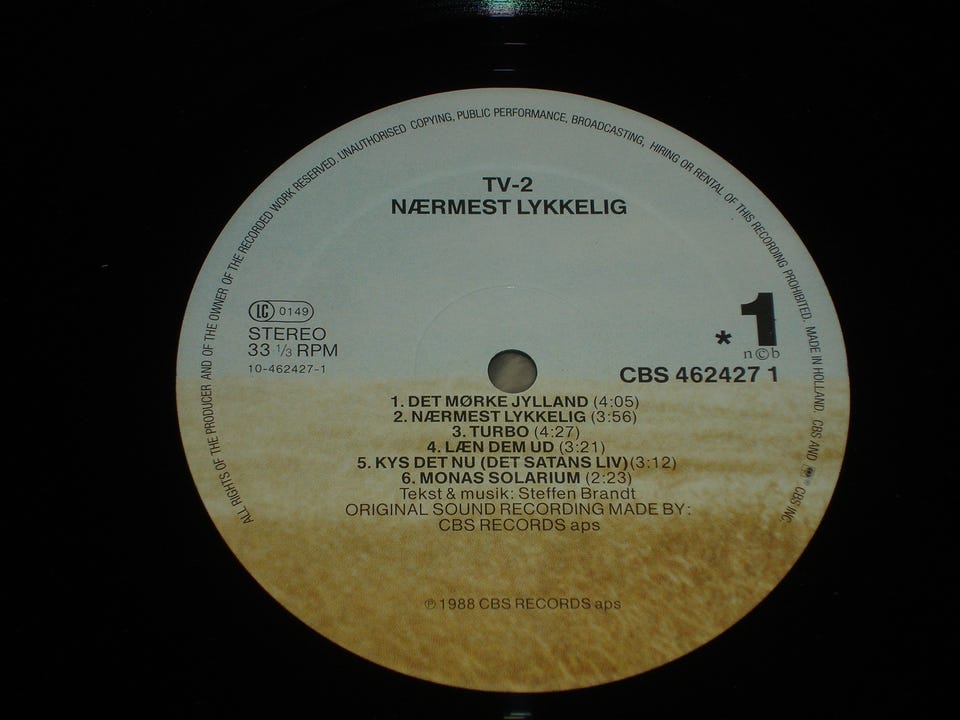 ALL RIGHTS OF THE PRODUCER AND OF THE OWNER OF THE RECORDED WORK RESERVED. UNAUTHORISED COPYING, PUBLIC PERFORMANCE, BROADCASTING, HIRING OR RENTAL OF THIS RECORDING PROHIBITED. MADE IN HOLLAND. CBS AND CBS INC.
TV-2
NÆRMEST LYKKELIG
LC 0149
STEREO
33 1/3 RPM
10-462427-1
1
*
n©b
CBS 462427 1
1. DET MØRKE JYLLAND (4:05)
2. NÆRMEST LYKKELIG (3:56)
3. TURBO (4:27)
4. LÆN DEM UD (3:21)
5. KYS DET NU (DET SATANS LIV)(3:12)
6. MONAS SOLARIUM (2:23)
Tekst & musik: Steffen Brandt
ORIGINAL SOUND RECORDING MADE BY:
CBS RECORDS aps
℗ 1988 CBS RECORDS aps